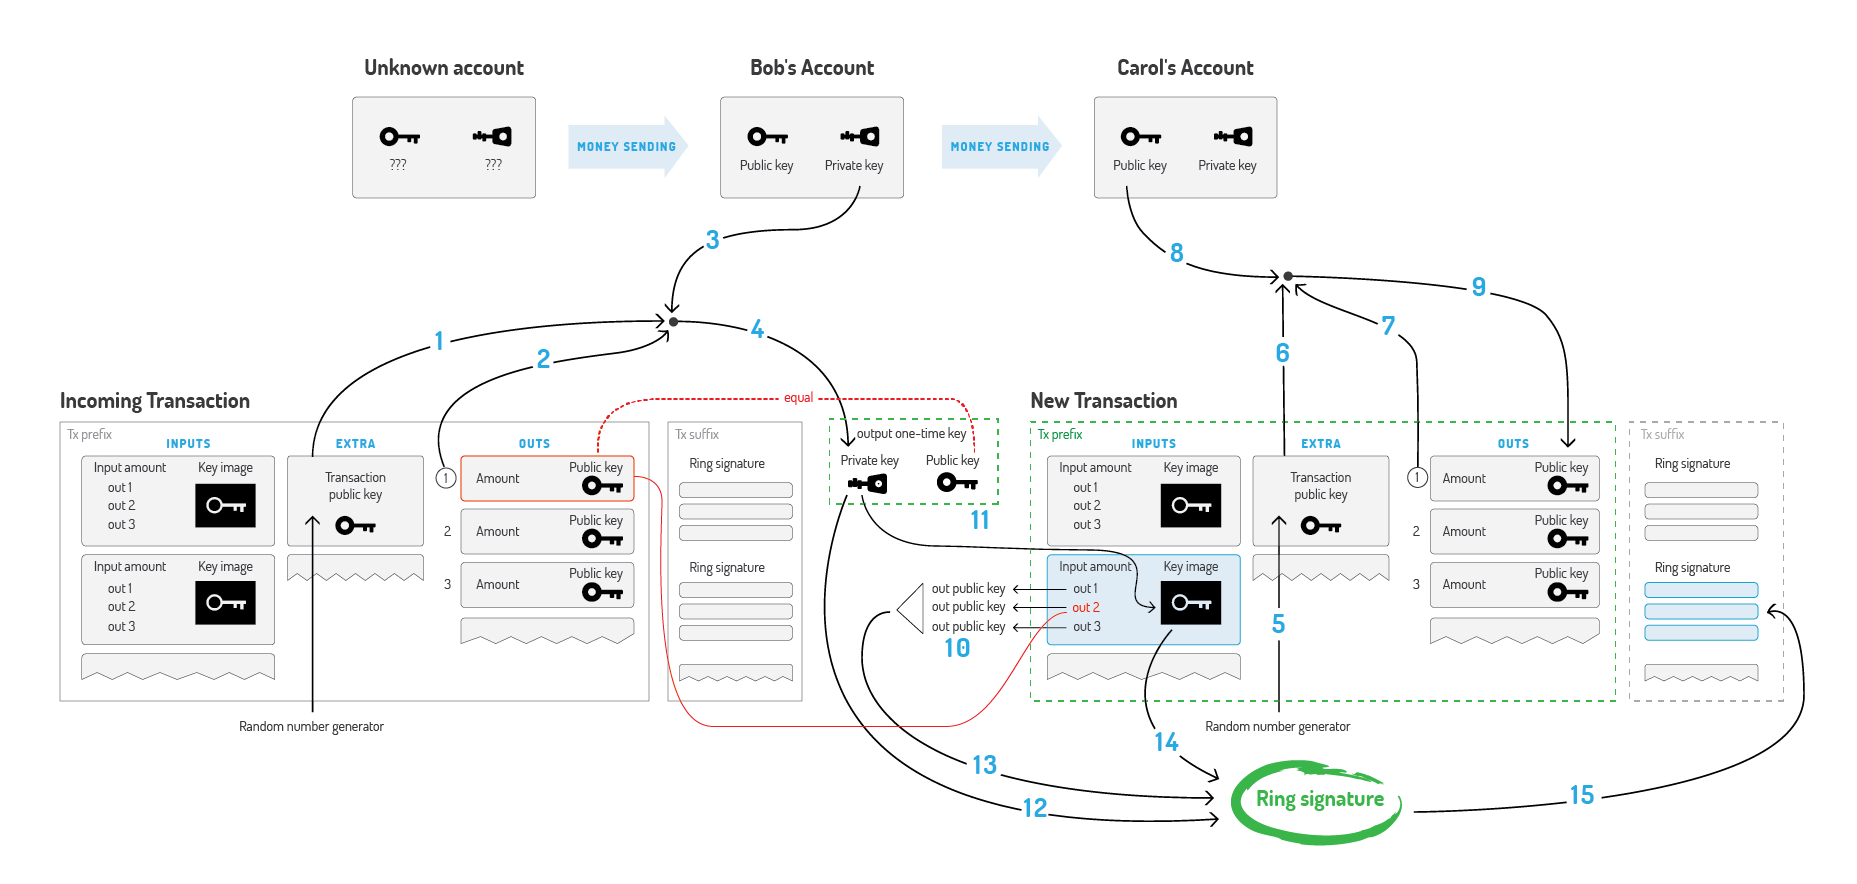 Unknown account
Bob's Account
Carol's Account
???
???
MONEY SENDING
Public key
Private key
MONEY SENDING
Public key
Private key
3
8
9
1
2
4
6
7
equal
Incoming Transaction
Tx prefix
INPUTS
EXTRA
OUTS
Input amount
Key image
out 1
out 2
out 3
Input amount
Key image
out 1
out 2
out 3
Transaction
public key
Random number generator
1
Amount
Public key
2
Amount
Public key
3
Amount
Public key
Tx suffix
Ring signature
Ring signature
output one-time key
Private key
Public key
11
out public key
out public key
out public key
10
New Transaction
Tx prefix
INPUTS
EXTRA
OUTS
Input amount
Key image
out 1
out 2
out 3
Input amount
Key image
out 1
out 2
out 3
Transaction
public key
5
Random number generator
1
Amount
Public key
2
Amount
Public key
3
Amount
Public key
Tx suffix
Ring signature
Ring signature
14
13
12
Ring signature
15